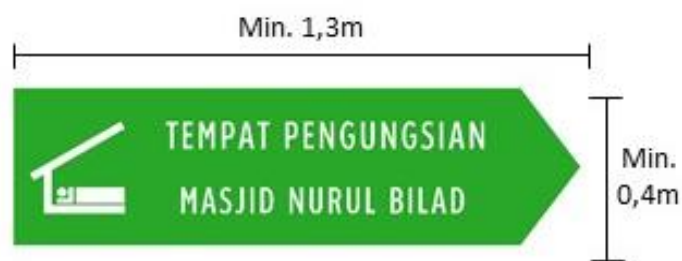 Min. 1,3m
TEMPAT PENGUNGSIAN
MASJID NURUL BILAD
Min.
0,4m